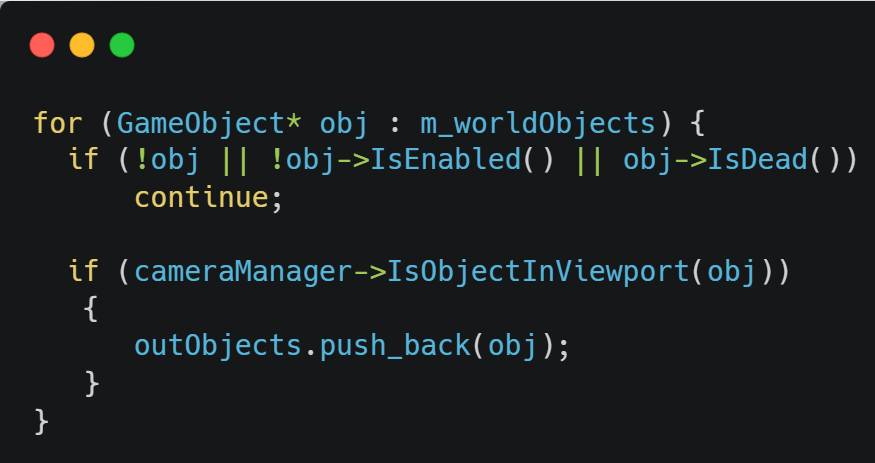 for (GameObject* obj : m_worldObjects) {
  if (!obj || !obj->IsEnabled() || obj->IsDead())
      continue;

  if (cameraManager->IsObjectInViewport(obj))
   {
      outObjects.push_back(obj);
   }
}